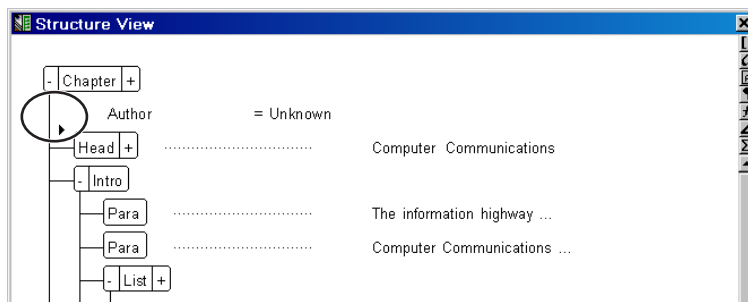 Structure View
- Chapter +
Author = Unknown
Head + Computer Communications
- Intro
Para The information highway ...
Para Computer Communications ...
- List +